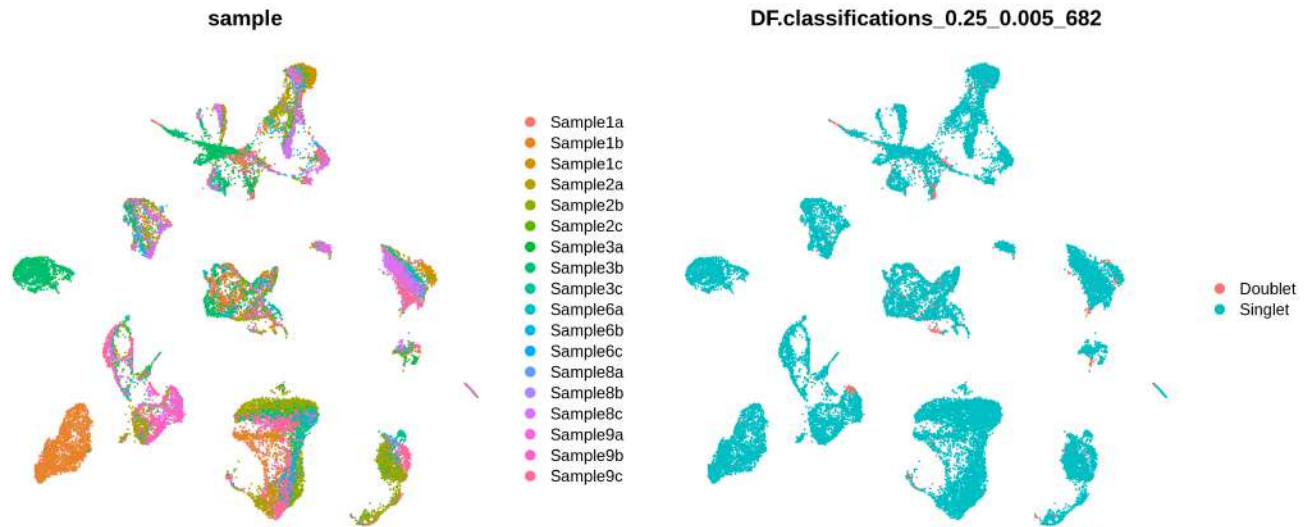 sample
DF.classifications_0.25_0.005_682
Sample1a
Sample1b
Sample1c
Sample2a
Sample2b
Sample2c
Sample3a
Sample3b
Sample3c
Sample6a
Sample6b
Sample6c
Sample8a
Sample8b
Sample8c
Sample9a
Sample9b
Sample9c
Doublet
Singlet